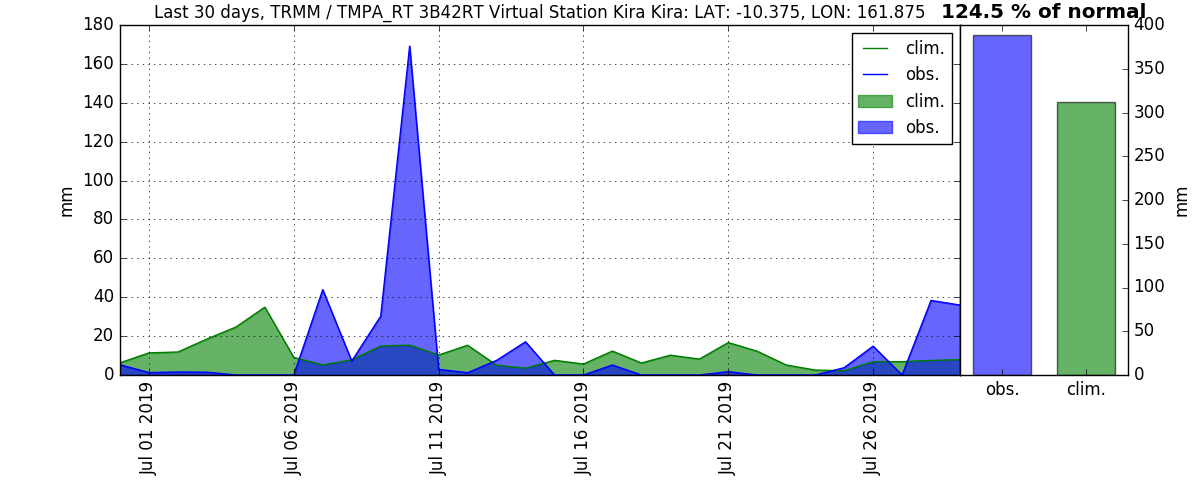 Last 30 days, TRMM / TMPA_RT 3B42RT Virtual Station Kira Kira: LAT: -10.375, LON: 161.875
124.5 % of normal
180
160
140
120
100
80
60
40
20
0
mm
clim.
obs.
clim.
obs.
Jul 01 2019
Jul 06 2019
Jul 11 2019
Jul 16 2019
Jul 21 2019
Jul 26 2019
400
350
300
250
200
150
100
50
0
mm
obs.
clim.